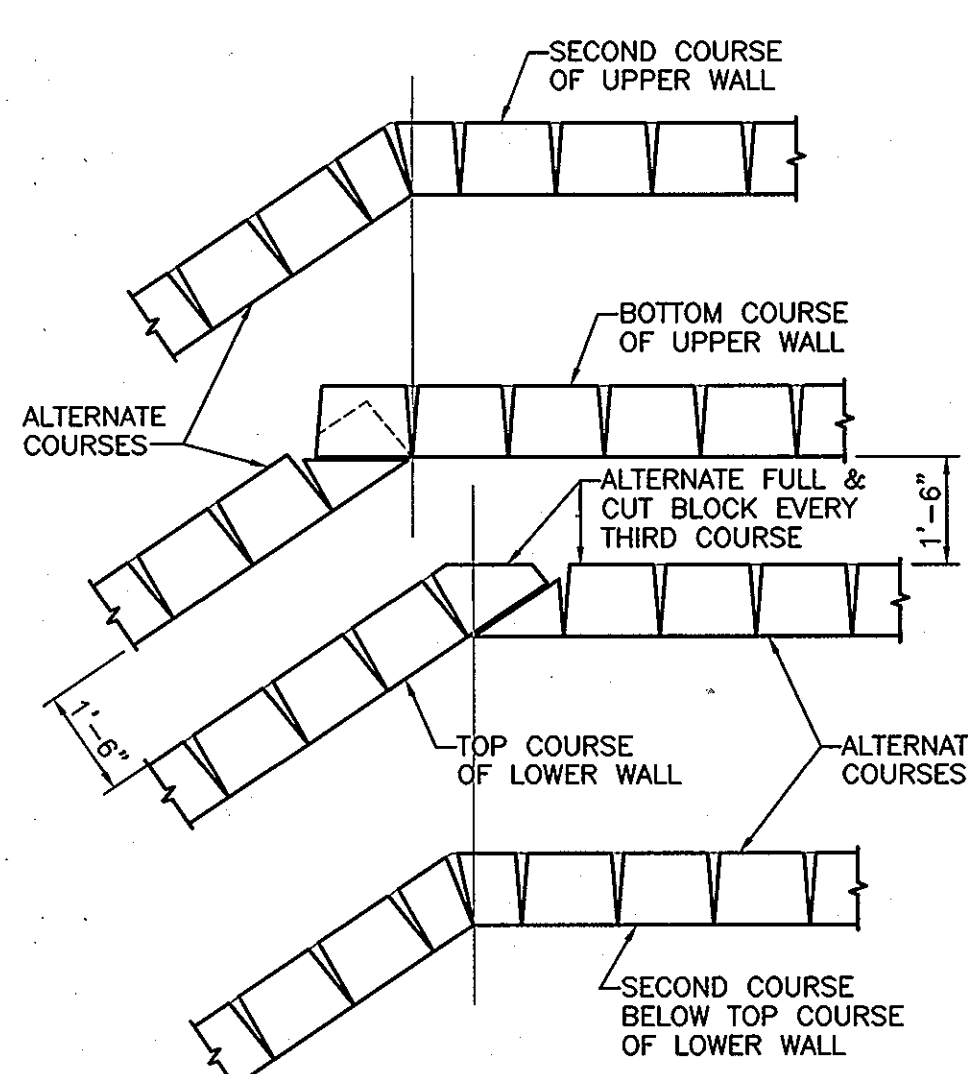 SECOND COURSE
OF UPPER WALL
BOTTOM COURSE
OF UPPER WALL
ALTERNATE
COURSES
ALTERNATE FULL &
CUT BLOCK EVERY
THIRD COURSE
1'-6"
1'-6"
TOP COURSE
OF LOWER WALL
ALTERNAT
COURSES
SECOND COURSE
BELOW TOP COURSE
OF LOWER WALL